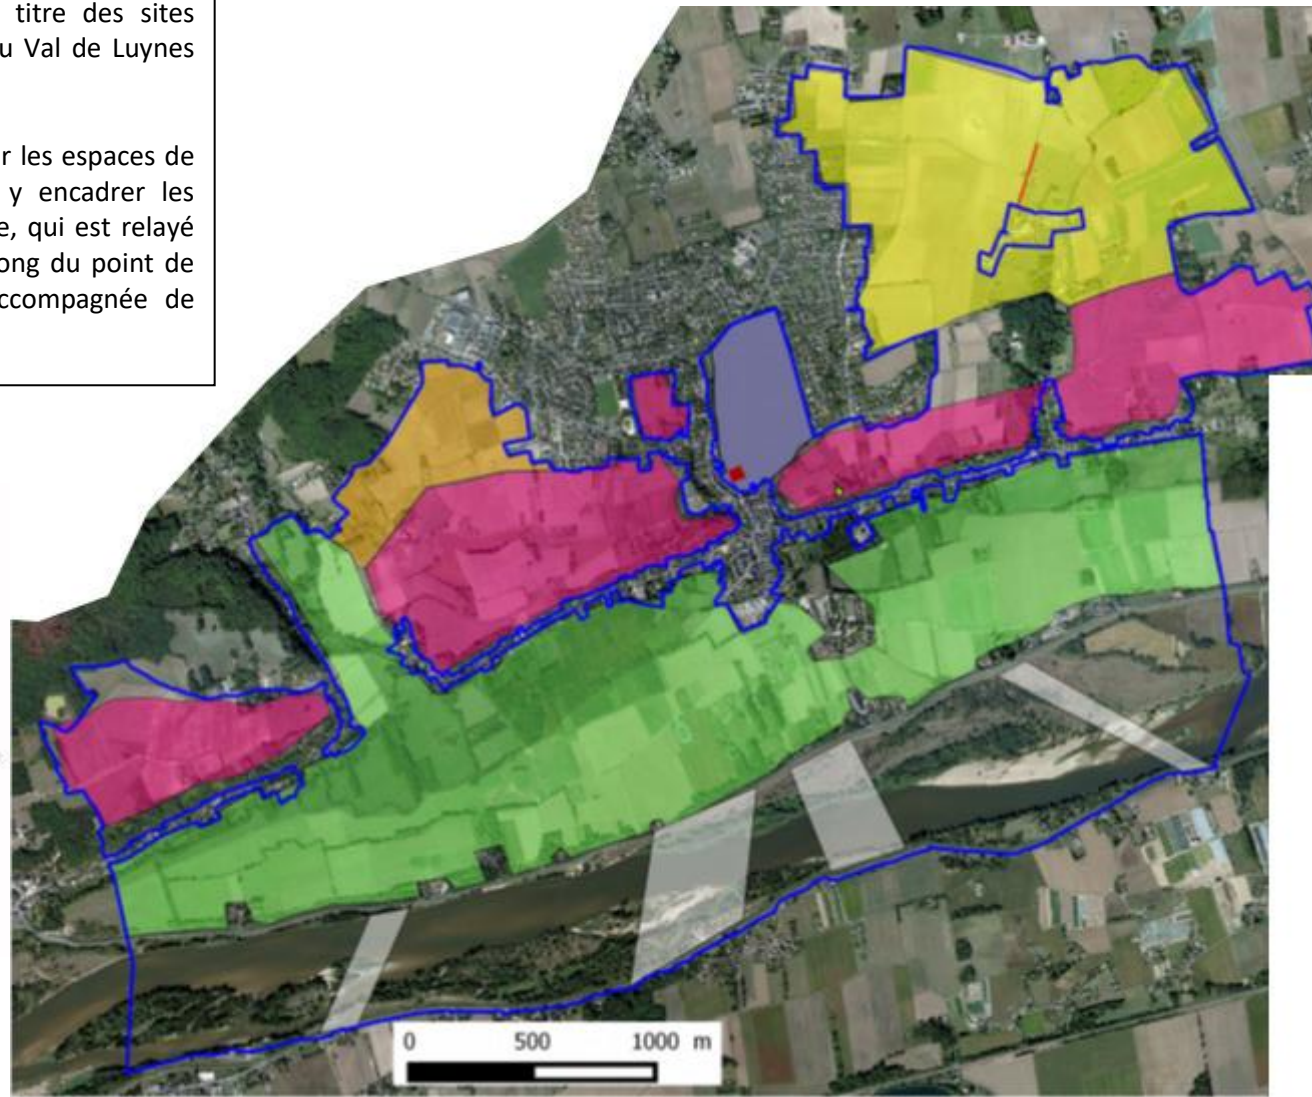 titre des sites
u Val de Luynes
r les espaces de
y encadrer les
e, qui est relayé
ong du point de
ccompagnée de
0 500 1000 m